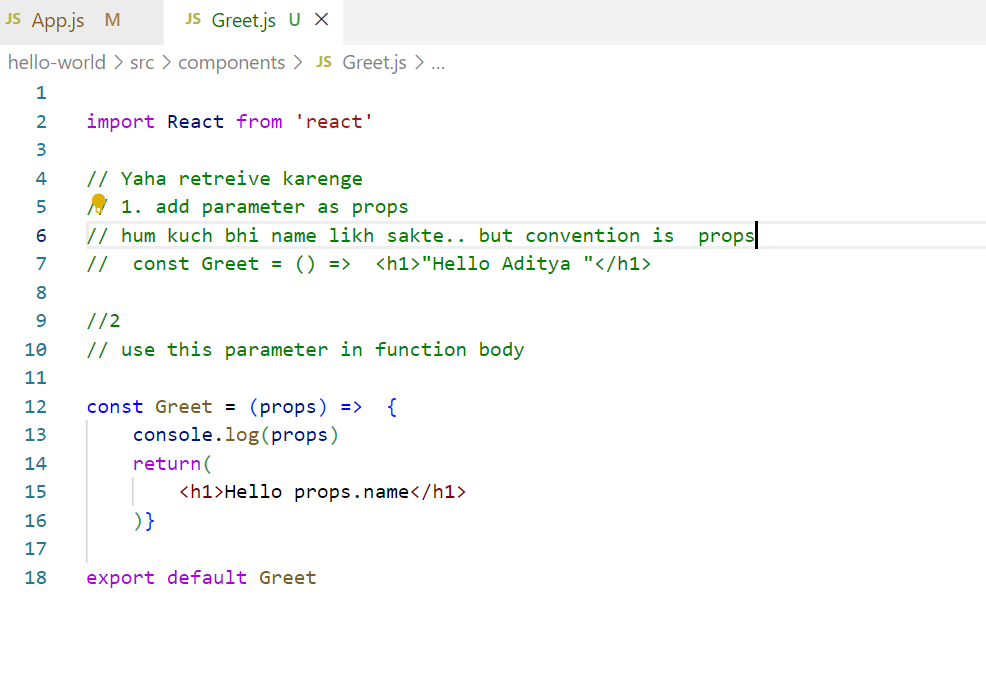 JS App.js M JS Greet.js U
hello-world > src > components > JS Greet.js > ...
1
2 import React from 'react'
3
4 // Yaha retreive karenge
5 // 1. add parameter as props
6 // hum kuch bhi name likh sakte.. but convention is  props
7 //  const Greet = () =>  <h1>"Hello Aditya "</h1>
8
9 //2
10 // use this parameter in function body
11
12 const Greet = (props) =>  {
13     console.log(props)
14     return(
15         <h1>Hello props.name</h1>
16     )}
17
18 export default Greet